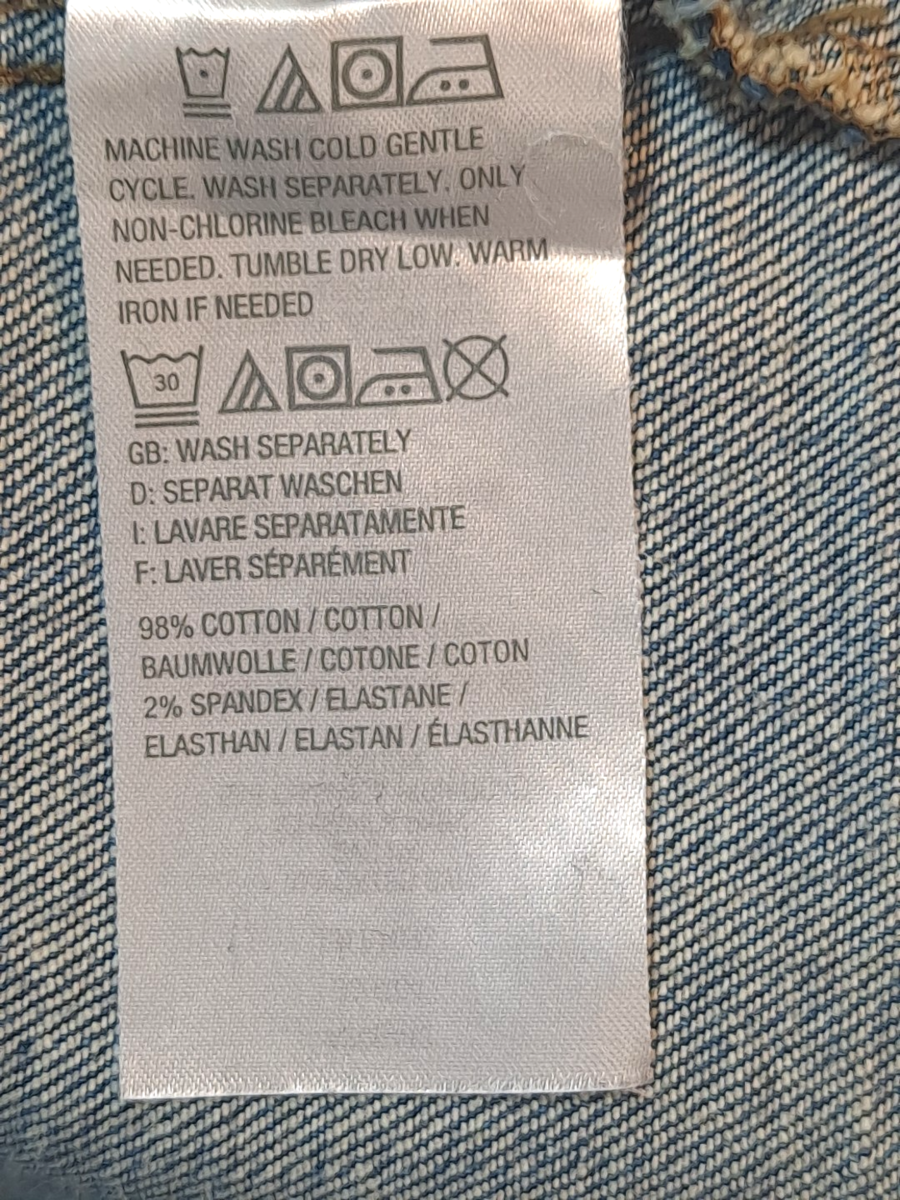 MACHINE WASH COLD GENTLE
CYCLE. WASH SEPARATELY. ONLY
NON-CHLORINE BLEACH WHEN
NEEDED. TUMBLE DRY LOW. WARM
IRON IF NEEDED
30
GB: WASH SEPARATELY
D: SEPARAT WASCHEN
I: LAVARE SEPARATAMENTE
F: LAVER SÉPARÉMENT
98% COTTON / COTTON /
BAUMWOLLE / COTONE / COTON
2% SPANDEX / ELASTANE /
ELASTHAN / ELASTAN / ÉLASTHANNE